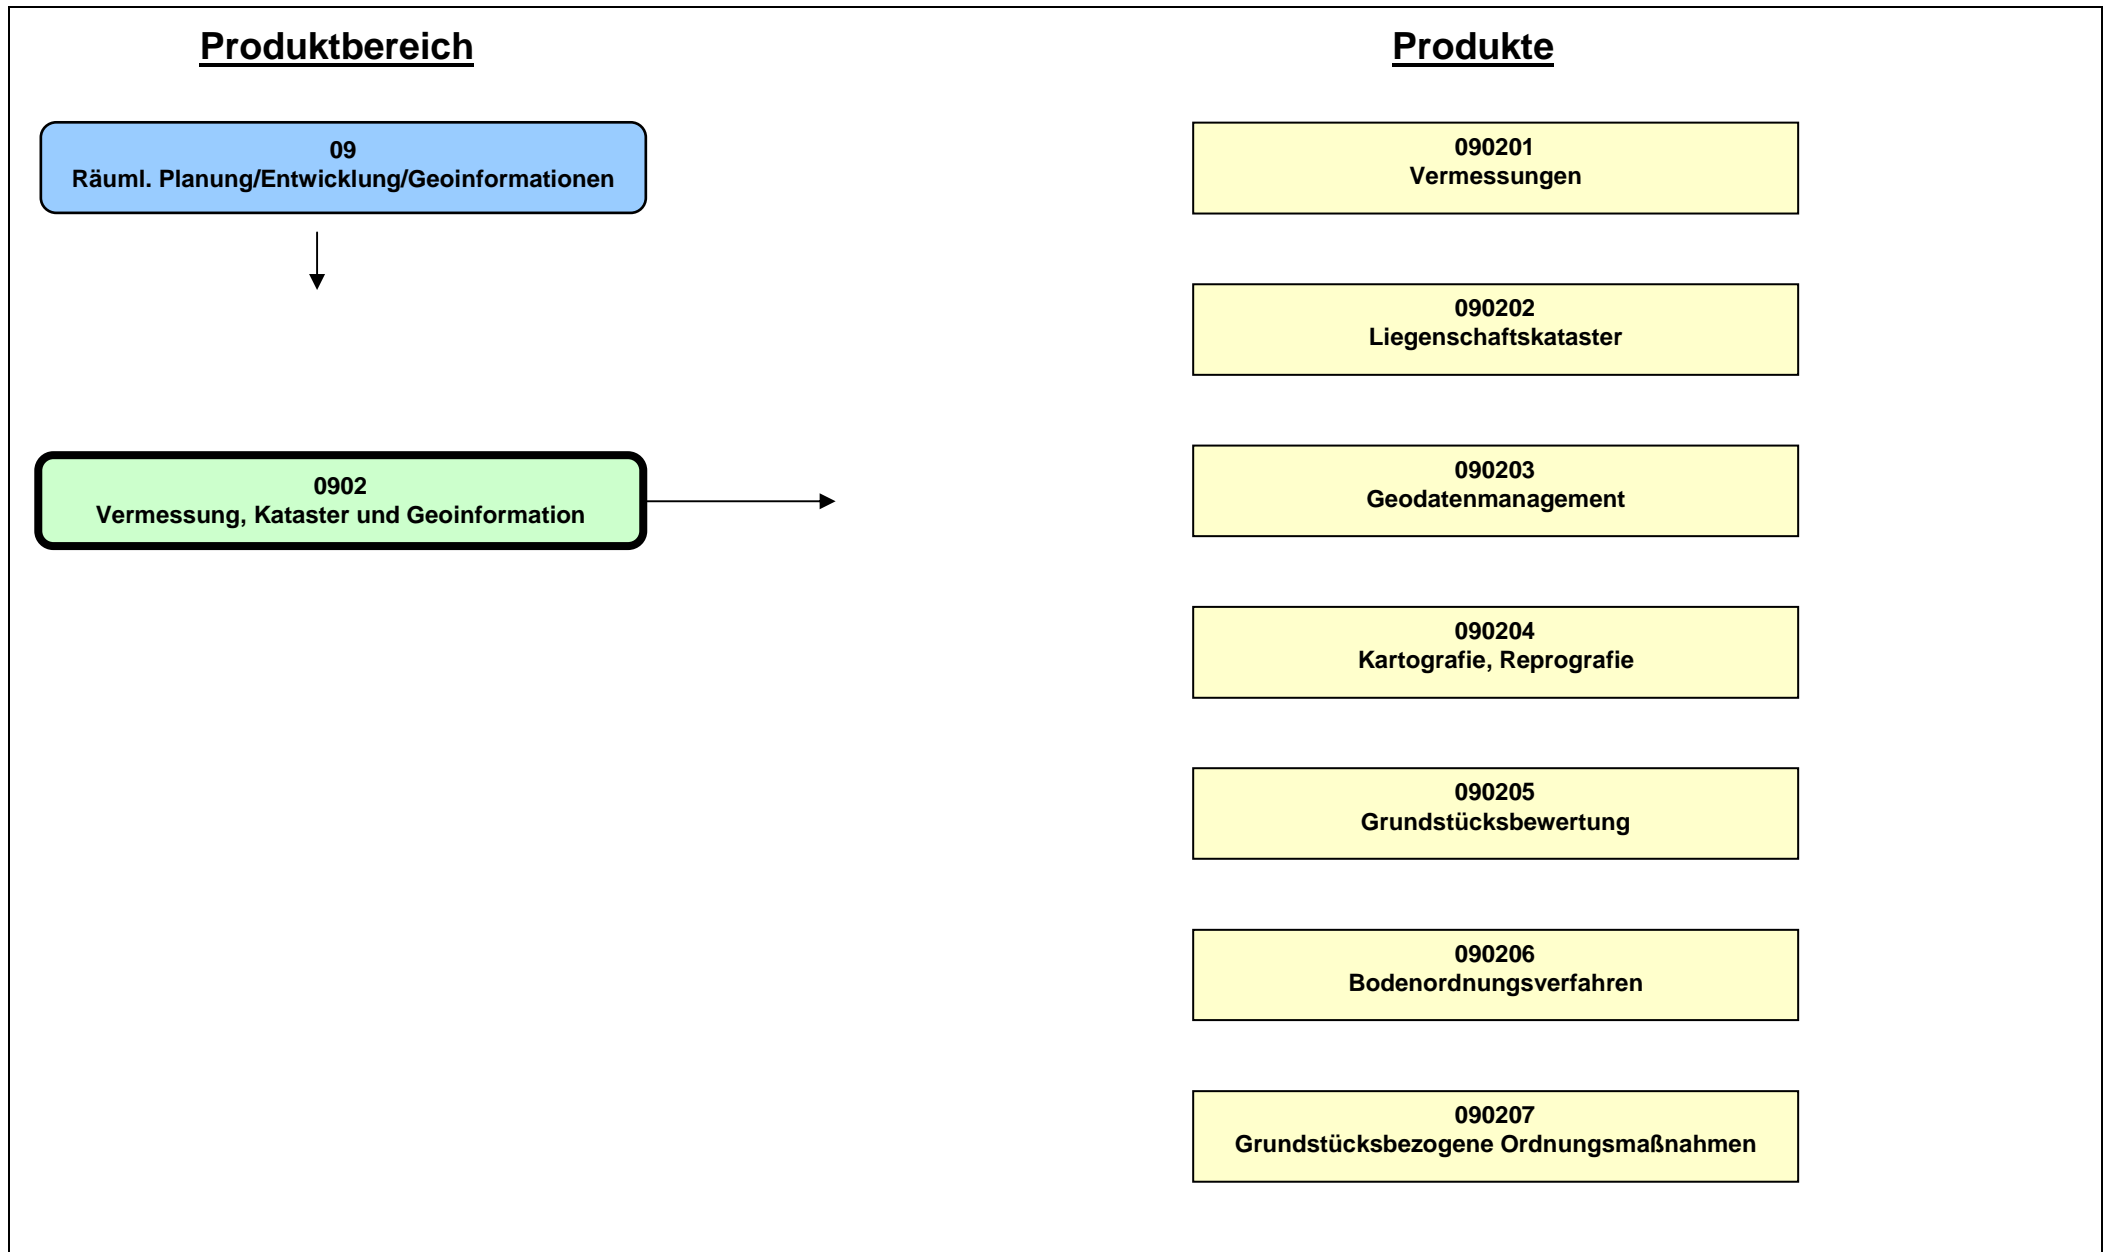 Produktbereich
Produkte
09
Räuml. Planung/Entwicklung/Geoinformationen
0902
Vermessung, Kataster und Geoinformation
090201
Vermessungen
090202
Liegenschaftskataster
090203
Geodatenmanagement
090204
Kartografie, Reprografie
090205
Grundstücksbewertung
090206
Bodenordnungsverfahren
090207
Grundstücksbezogene Ordnungsmaßnahmen